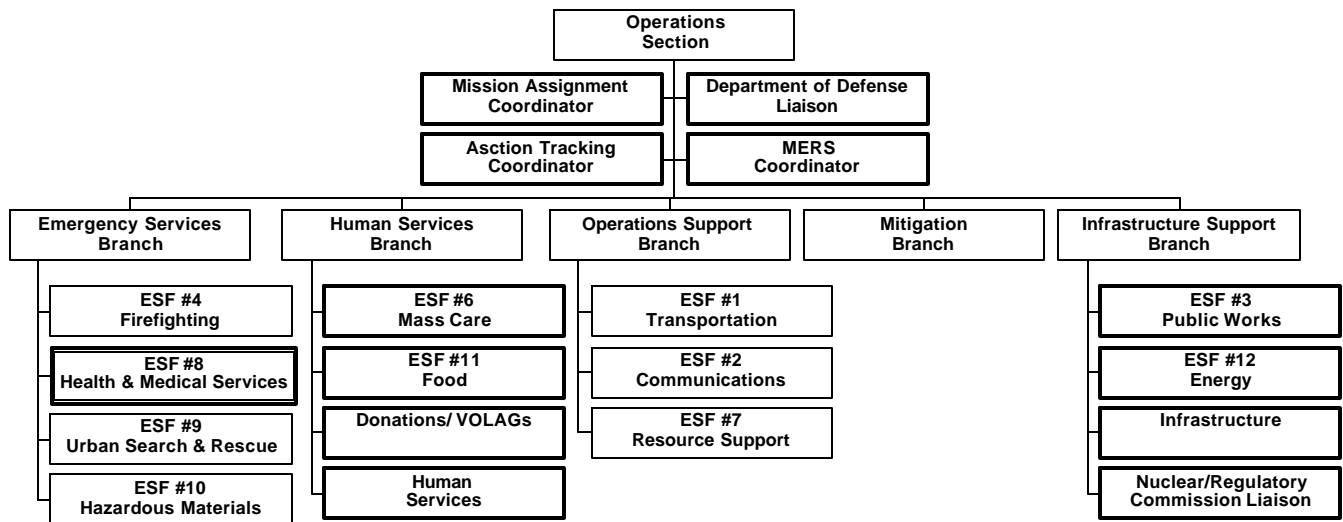 Operations
Section
Mission Assignment
Coordinator
Department of Defense
Liaison
Asction Tracking
Coordinator
MERS
Coordinator
Emergency Services
Branch
Human Services
Branch
Operations Support
Branch
Mitigation
Branch
Infrastructure Support
Branch
ESF #4
Firefighting
ESF #8
Health & Medical Services
ESF #9
Urban Search & Rescue
ESF #10
Hazardous Materials
ESF #6
Mass Care
ESF #11
Food
Donations/ VOLAGs
Human
Services
ESF #1
Transportation
ESF #2
Communications
ESF #7
Resource Support
ESF #3
Public Works
ESF #12
Energy
Infrastructure
Nuclear/Regulatory
Commission Liaison